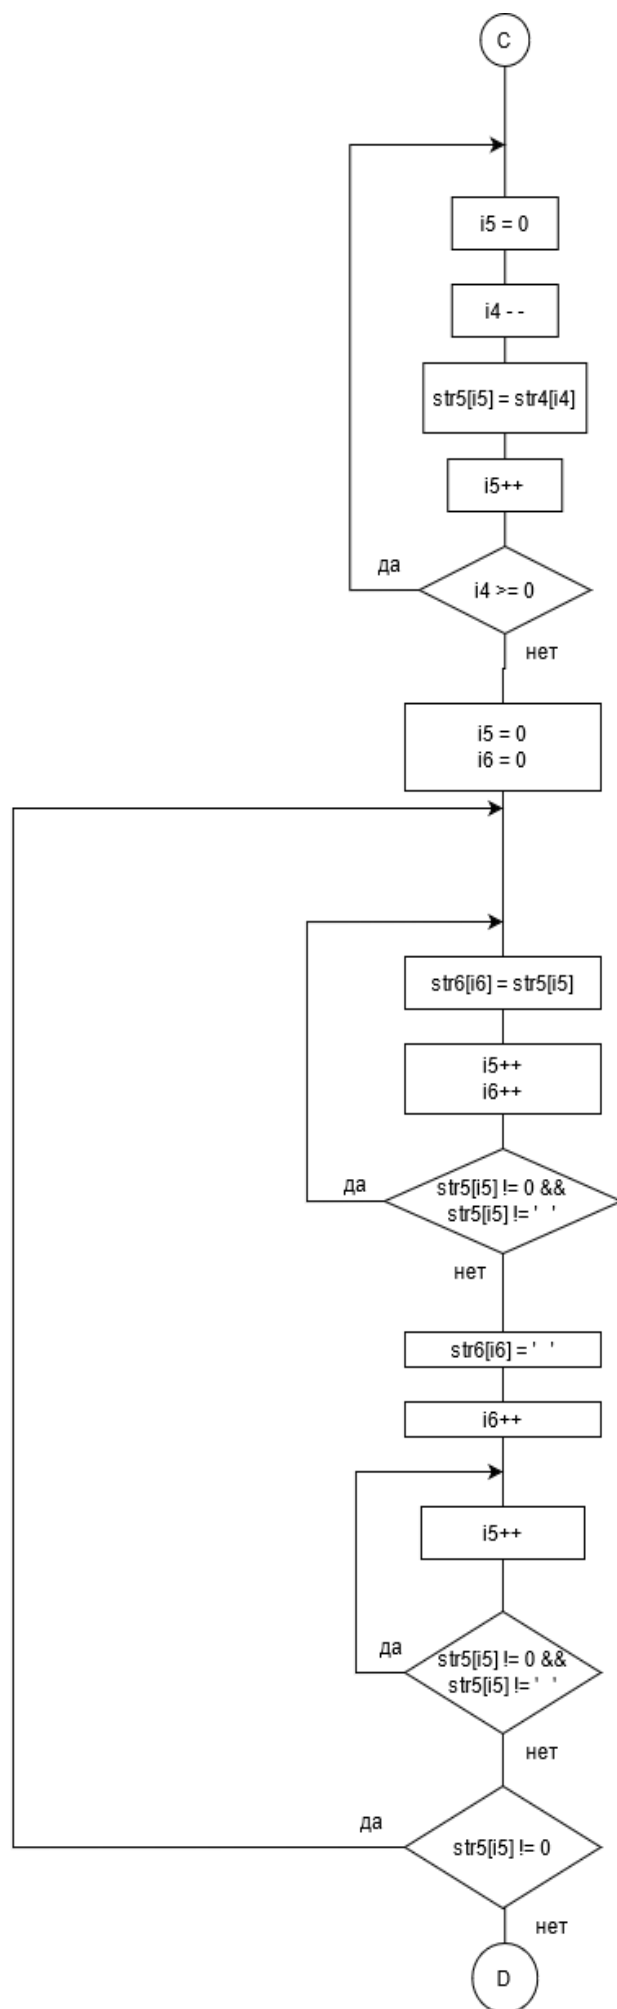 C
i5 = 0
i4 - -
str5[i5] = str4[i4]
i5++
да
i4 >= 0
нет
i5 = 0
i6 = 0
str6[i6] = str5[i5]
i5++
i6++
да
str5[i5] != 0 &&
str5[i5] != '  '
нет
str6[i6] = '  '
i6++
i5++
да
str5[i5] != 0 &&
str5[i5] != '  '
нет
да
str5[i5] != 0
нет
D